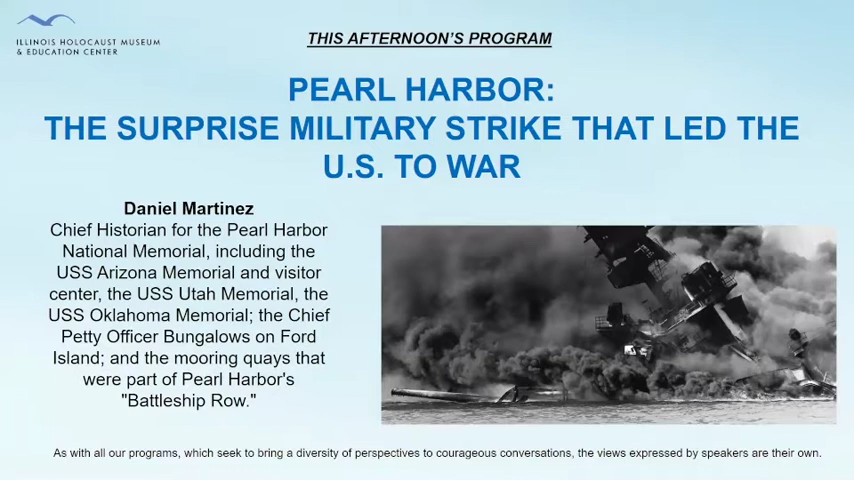 ILLINOIS HOLOCAUST MUSEUM
& EDUCATION CENTER
THIS AFTERNOON'S PROGRAM
PEARL HARBOR:
THE SURPRISE MILITARY STRIKE THAT LED THE
U.S. TO WAR
Daniel Martinez
Chief Historian for the Pearl Harbor
National Memorial, including the
USS Arizona Memorial and visitor
center, the USS Utah Memorial, the
USS Oklahoma Memorial; the Chief
Petty Officer Bungalows on Ford
Island; and the mooring quays that
were part of Pearl Harbor's
"Battleship Row."
As with all our programs, which seek to bring a diversity of perspectives to courageous conversations, the views expressed by speakers are their own.